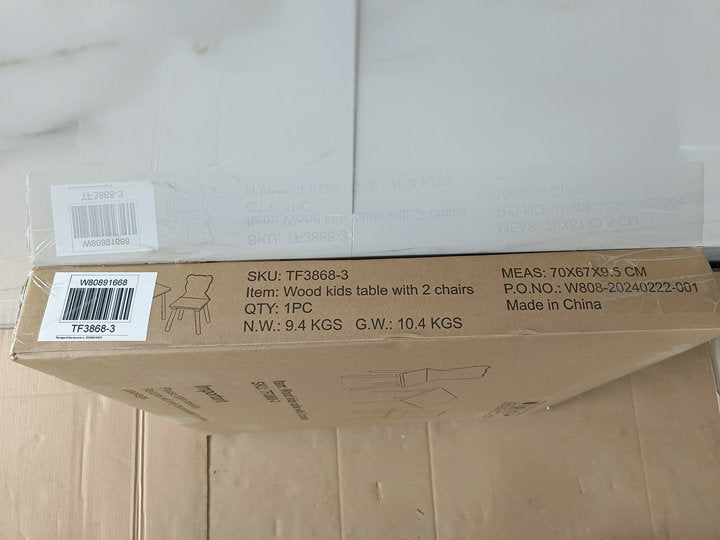 W80891668
TF3868-3
SKU: TF3868-3
Item: Wood kids table with 2 chairs
QTY: 1PC
N.W.: 9.4 KGS G.W.: 10.4 KGS
MEAS: 70X67X9.5 CM
P.O.NO.: W808-20240222-001
Made in China
Important